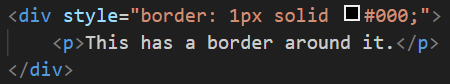 <div style="border: 1px solid #000;">
    <p>This has a border around it.</p>
</div>